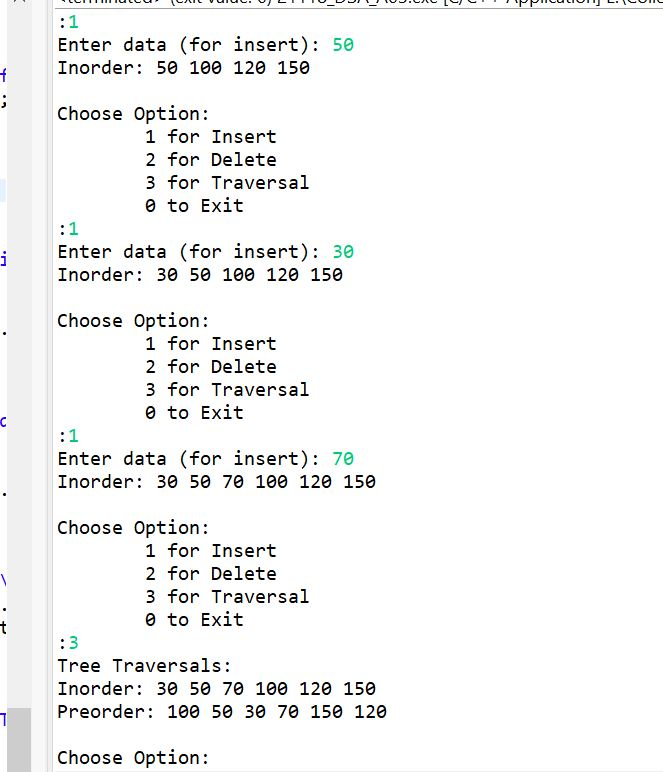 :1
Enter data (for insert): 50
Inorder: 50 100 120 150
Choose Option:
1 for Insert
2 for Delete
3 for Traversal
0 to Exit
:1
Enter data (for insert): 30
Inorder: 30 50 100 120 150
Choose Option:
1 for Insert
2 for Delete
3 for Traversal
0 to Exit
:1
Enter data (for insert): 70
Inorder: 30 50 70 100 120 150
Choose Option:
1 for Insert
2 for Delete
3 for Traversal
0 to Exit
:3
Tree Traversals:
Inorder: 30 50 70 100 120 150
Preorder: 100 50 30 70 150 120
Choose Option: